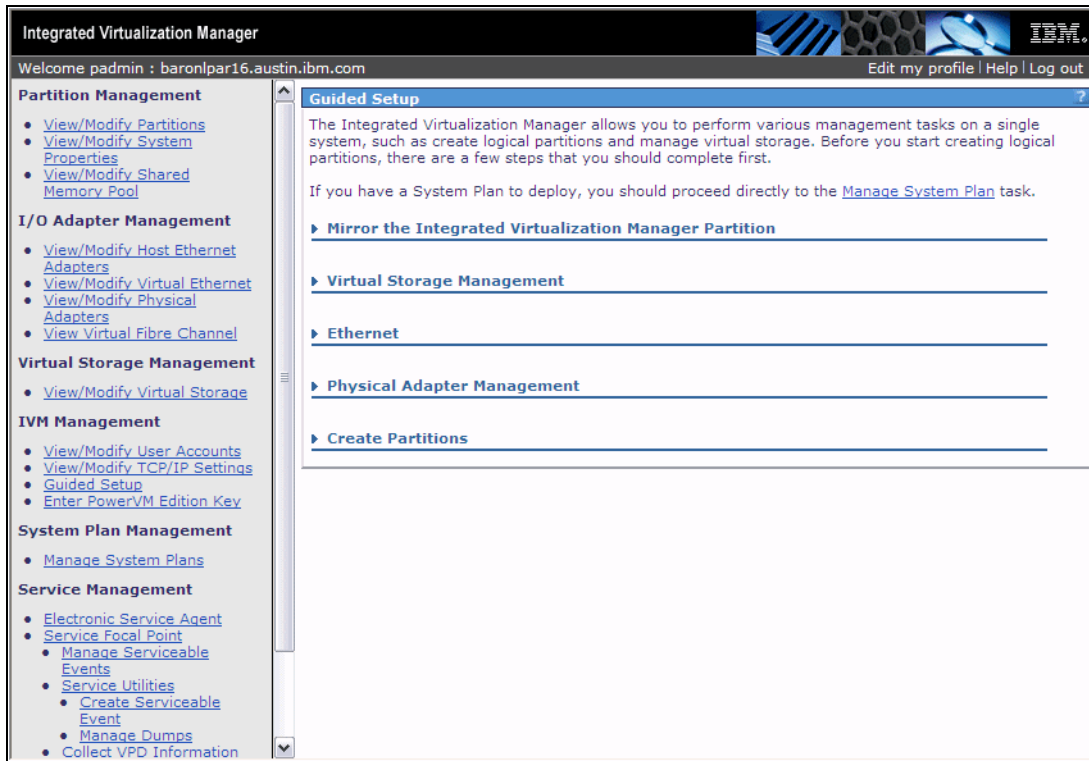 Integrated Virtualization Manager
IBM.
Welcome padmin : baronlpar16.austin.ibm.com
Edit my profile | Help | Log out
Partition Management
View/Modify Partitions
View/Modify System
Properties
View/Modify Shared
Memory Pool
I/O Adapter Management
View/Modify Host Ethernet
Adapters
View/Modify Virtual Ethernet
View/Modify Physical
Adapters
View Virtual Fibre Channel
Virtual Storage Management
View/Modify Virtual Storage
IVM Management
View/Modify User Accounts
View/Modify TCP/IP Settings
Guided Setup
Enter PowerVM Edition Key
System Plan Management
Manage System Plans
Service Management
Electronic Service Agent
Service Focal Point
Manage Serviceable
Events
Service Utilities
Create Serviceable
Event
Manage Dumps
Collect VPD Information
Guided Setup
?
The Integrated Virtualization Manager allows you to perform various management tasks on a single
system, such as create logical partitions and manage virtual storage. Before you start creating logical
partitions, there are a few steps that you should complete first.
If you have a System Plan to deploy, you should proceed directly to the Manage System Plan task.
Mirror the Integrated Virtualization Manager Partition
Virtual Storage Management
Ethernet
Physical Adapter Management
Create Partitions